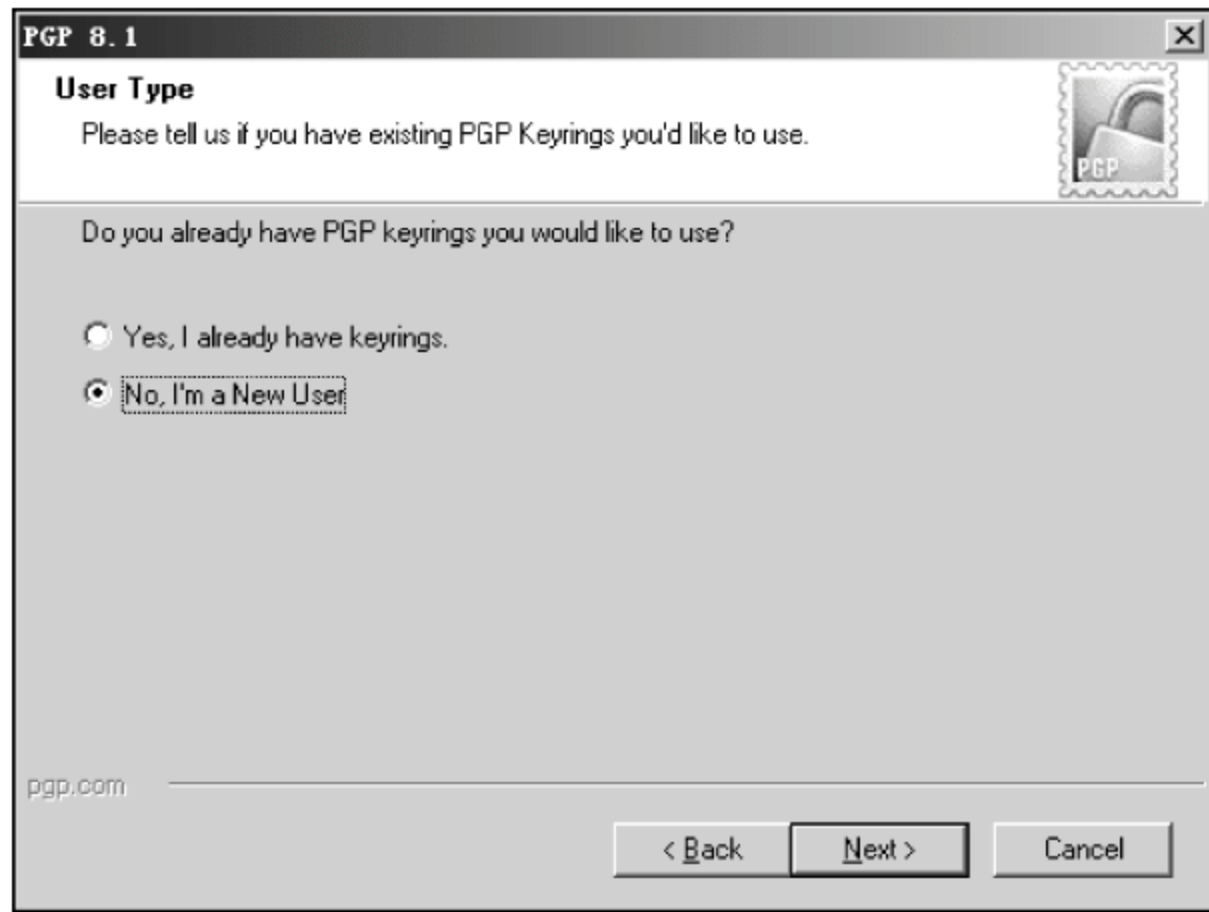 PGP 8.1
User Type
Please tell us if you have existing PGP Keyrings you'd like to use.
PGP
Do you already have PGP keyrings you would like to use?
Yes, I already have keyrings.
No, I'm a New User
pgp.com
< Back
Next >
Cancel